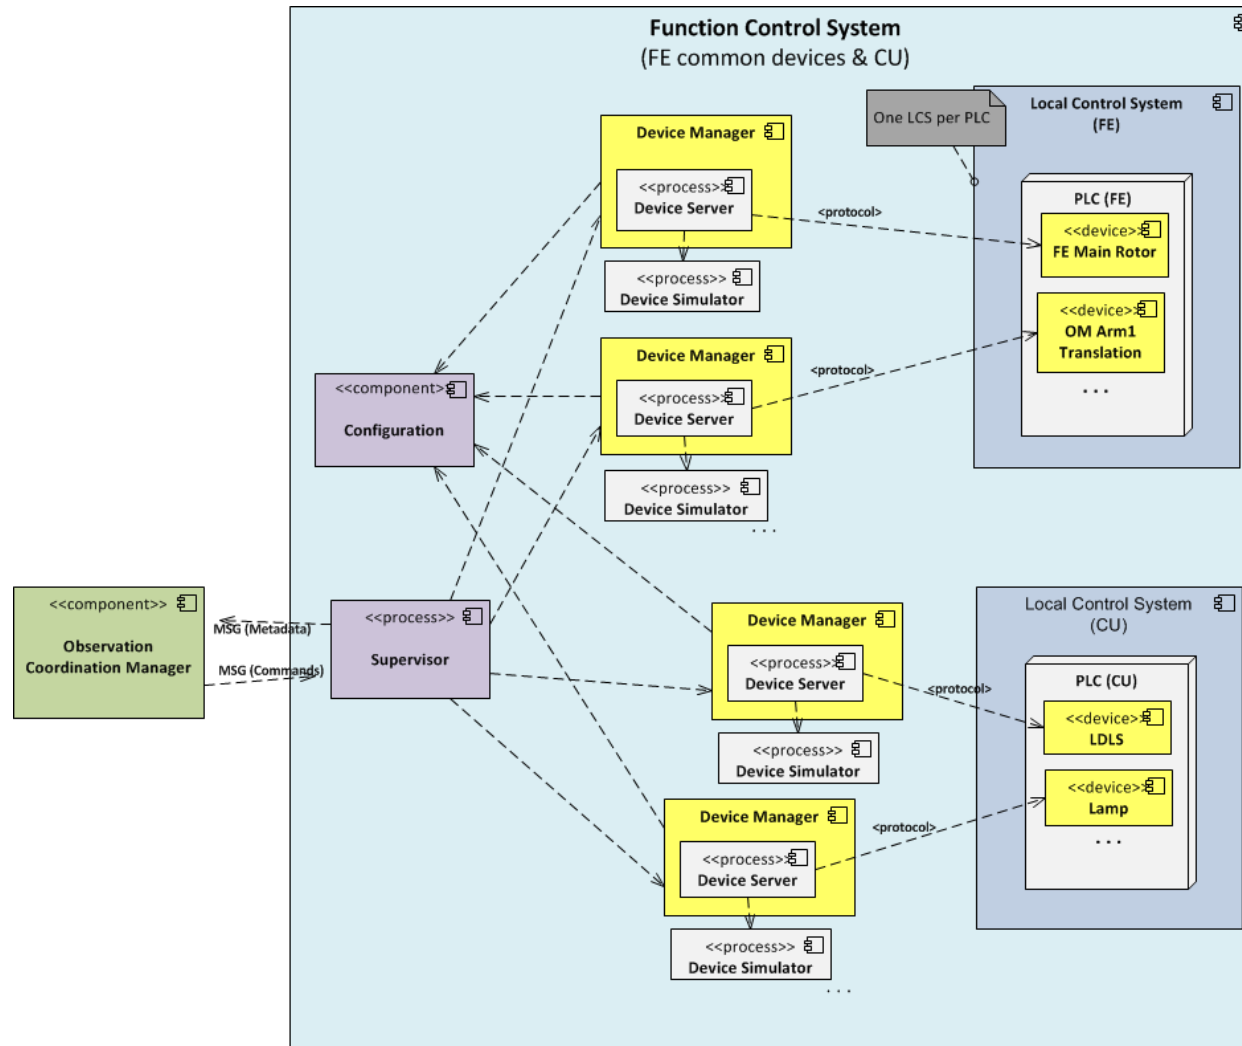 Function Control System
(FE common devices & CU)
One LCS per PLC
Local Control System
(FE)
Device Manager
<<process>>
Device Server
<protocol>
PLC (FE)
<<device>>
FE Main Rotor
<<process>>
Device Simulator
<<device>>
OM Arm1
Translation
. . .
Device Manager
<<process>>
Device Server
<protocol>
<<component>>
Configuration
<<process>>
Device Simulator
. . .
<<component>>
Observation
Coordination Manager
MSG (Metadata)
MSG (Commands)
<<process>>
Supervisor
Device Manager
<<process>>
Device Server
<protocol>
Local Control System
(CU)
PLC (CU)
<<device>>
LDLS
<<process>>
Device Simulator
<<device>>
Lamp
. . .
Device Manager
<<process>>
Device Server
<protocol>
<<process>>
Device Simulator
. . .